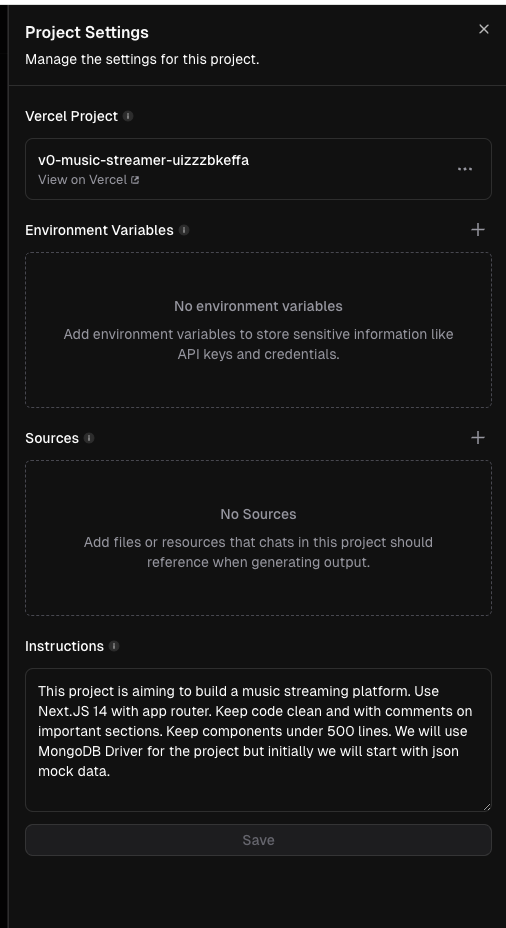 Project Settings
Manage the settings for this project.
Vercel Project
v0-music-streamer-uizzzbkeffa
View on Vercel
Environment Variables
No environment variables
Add environment variables to store sensitive information like
API keys and credentials.
Sources
No Sources
Add files or resources that chats in this project should
reference when generating output.
Instructions
This project is aiming to build a music streaming platform. Use
Next.JS 14 with app router. Keep code clean and with comments on
important sections. Keep components under 500 lines. We will use
MongoDB Driver for the project but initially we will start with json
mock data.
Save